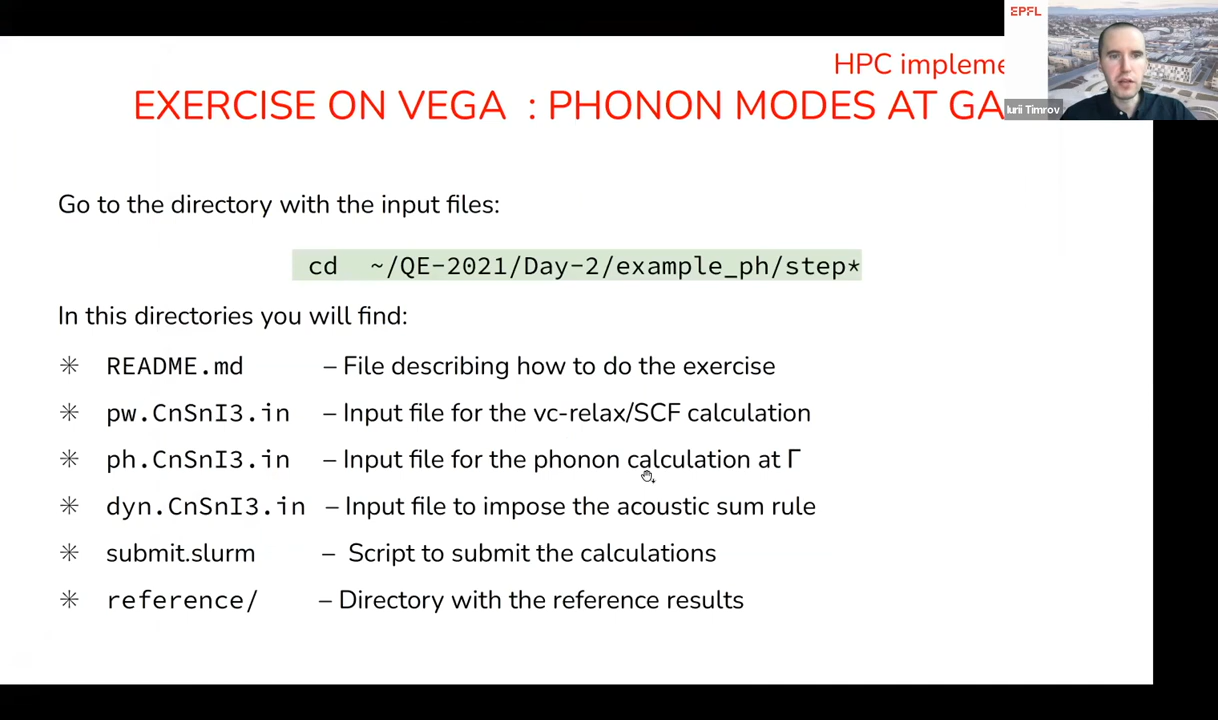 EPFL
HPC impleme
EXERCISE ON VEGA : PHONON MODES AT GA
Iurii Timrov
Go to the directory with the input files:
cd ~/QE-2021/Day-2/example_ph/step*
In this directories you will find:
✳ README.md – File describing how to do the exercise
✳ pw.CnSnI3.in – Input file for the vc-relax/SCF calculation
✳ ph.CnSnI3.in – Input file for the phonon calculation at Γ
✳ dyn.CnSnI3.in – Input file to impose the acoustic sum rule
✳ submit.slurm – Script to submit the calculations
✳ reference/ – Directory with the reference results